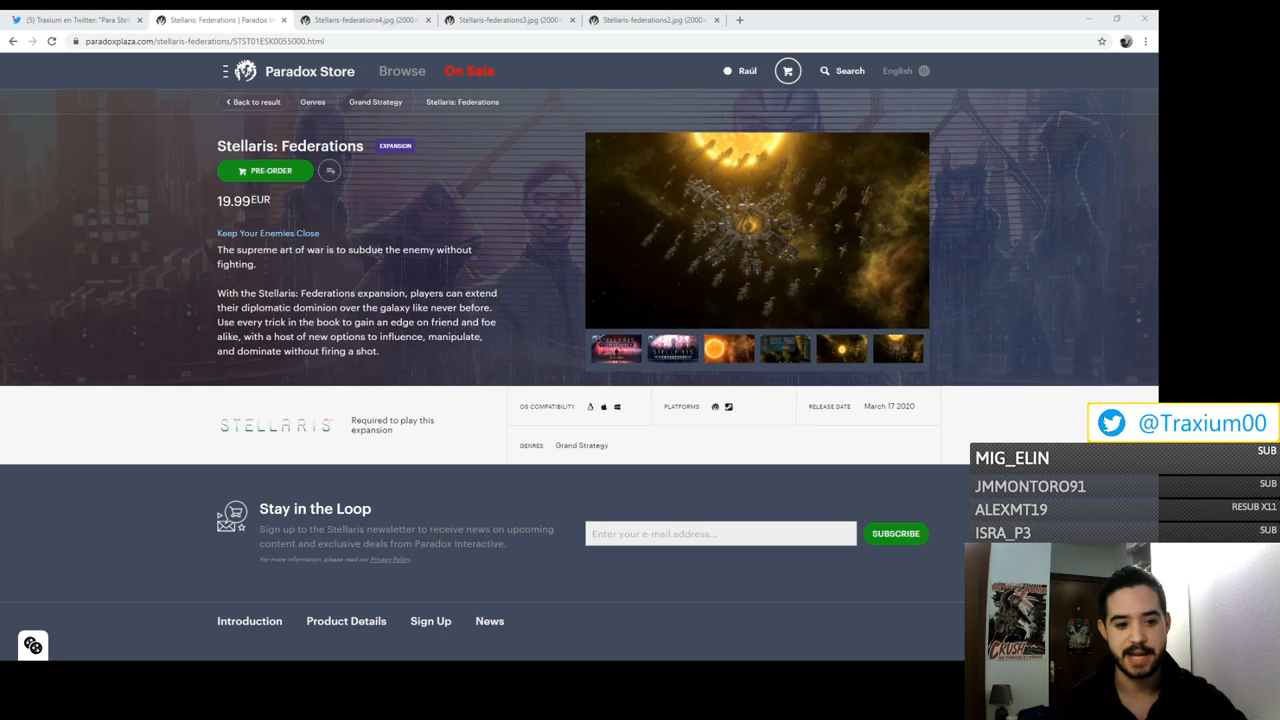 (5) Traxium en Twitter: "Para Stell
Stellaris: Federations | Paradox In
Stellaris-federations4.jpg (2000×
Stellaris-federations3.jpg (2000×
Stellaris-federations2.jpg (2000×
paradoxplaza.com/stellaris-federations/STST01ESK0055000.html
Paradox Store
Browse
On Sale
Raúl
Search
English
Back to result
Genres
Grand Strategy
Stellaris: Federations
Stellaris: Federations
EXPANSION
PRE-ORDER
19.99EUR
Keep Your Enemies Close
The supreme art of war is to subdue the enemy without
fighting.
With the Stellaris: Federations expansion, players can extend
their diplomatic dominion over the galaxy like never before.
Use every trick in the book to gain an edge on friend and foe
alike, with a host of new options to influence, manipulate,
and dominate without firing a shot.
STELLARIS
Required to play this
expansion
OS COMPATIBILITY
PLATFORMS
RELEASE DATE
March 17 2020
GENRES
Grand Strategy
@Traxium00
MIG_ELIN SUB
JMMONTORO91 SUB
ALEXMT19 RESUB X11
ISRA_P3 SUB
Stay in the Loop
Sign up to the Stellaris newsletter to receive news on upcoming
content and exclusive deals from Paradox Interactive.
For more information, please read our Privacy Policy.
Enter your e-mail address...
SUBSCRIBE
Introduction
Product Details
Sign Up
News
CRUSH